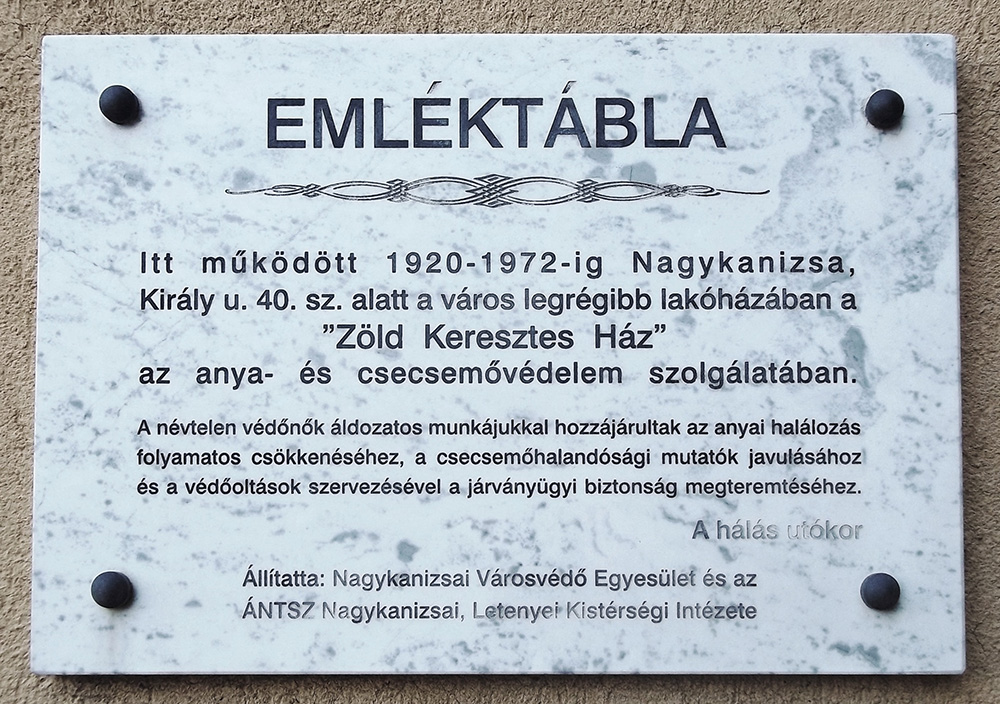 EMLÉKTÁBLA
Itt működött 1920-1972-ig Nagykanizsa,
Király u. 40. sz. alatt a város legrégibb lakóházában a
”Zöld Keresztes Ház”
az anya- és csecsemővédelem szolgálatában.
A névtelen védőnők áldozatos munkájukkal hozzájárultak az anyai halálozás
folyamatos csökkenéséhez, a csecsemőhalandósági mutatók javulásához
és a védőoltások szervezésével a járványügyi biztonság megteremtéséhez.
A hálás utókor
Állítatta: Nagykanizsai Városvédő Egyesület és az
ÁNTSZ Nagykanizsai, Letenyei Kistérségi Intézete